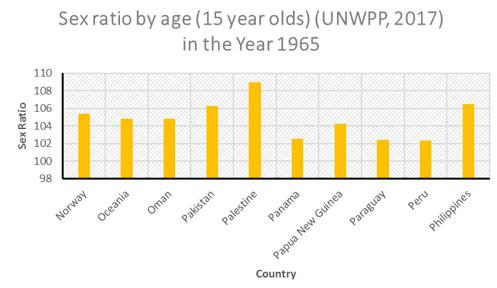 Sex ratio by age (15 year olds) (UNWPP, 2017)
in the Year 1965
110
108
106
104
102
100
98
Sex Ratio
Norway
Oceania
Oman
Pakistan
Palestine
Panama
Papua New Guinea
Paraguay
Peru
Philippines
Country